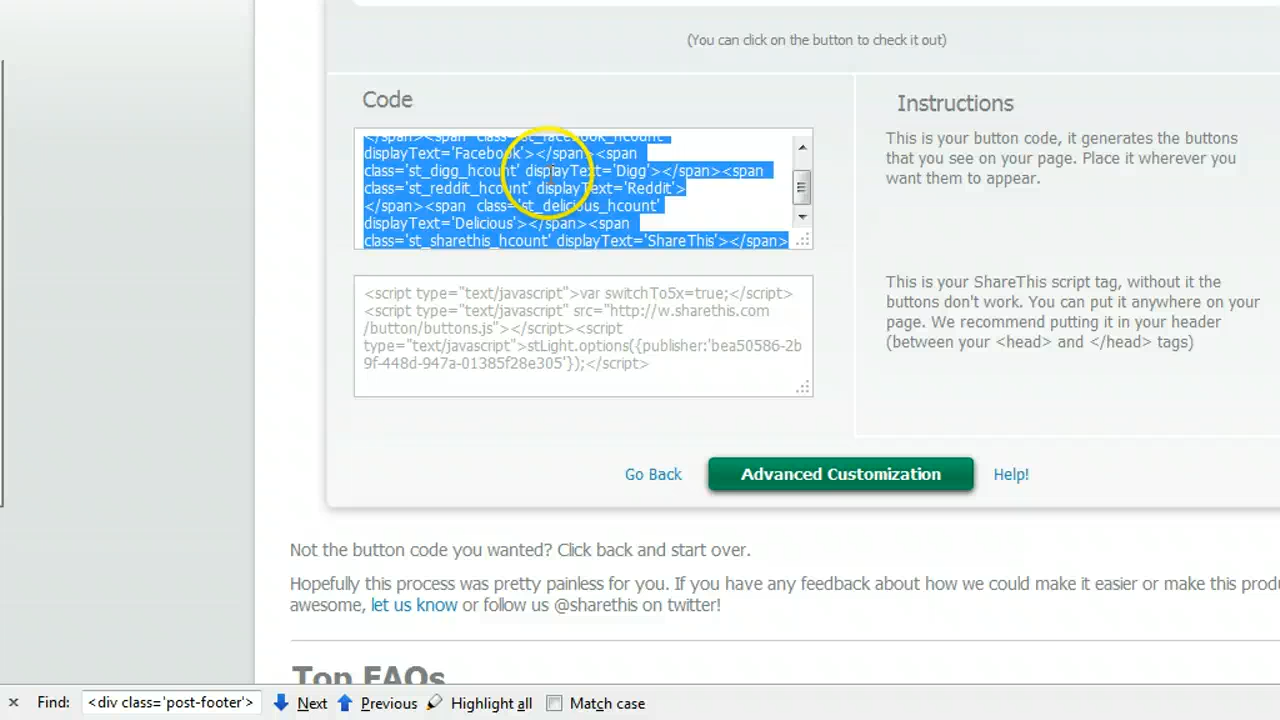 (You can click on the button to check it out)
Code
</span><span class='st_facebook_hcount'
displayText='Facebook'></span><span
class='st_digg_hcount' displayText='Digg'></span><span
class='st_reddit_hcount' displayText='Reddit'>
</span><span class='st_delicious_hcount'
displayText='Delicious'></span><span
class='st_sharethis_hcount' displayText='ShareThis'></span>
<script type="text/javascript">var switchTo5x=true;</script>
<script type="text/javascript" src="http://w.sharethis.com
/button/buttons.js"></script><script
type="text/javascript">stLight.options({publisher:'bea50586-2b
9f-448d-947a-01385f28e305'});</script>
Instructions
This is your button code, it generates the buttons
that you see on your page. Place it wherever you
want them to appear.
This is your ShareThis script tag, without it the
buttons don't work. You can put it anywhere on your
page. We recommend putting it in your header
(between your <head> and </head> tags)
Go Back
Advanced Customization
Help!
Not the button code you wanted? Click back and start over.
Hopefully this process was pretty painless for you. If you have any feedback about how we could make it easier or make this produ
awesome, let us know or follow us @sharethis on twitter!
Top FAQs
Find: <div class='post-footer'> Next Previous Highlight all Match case